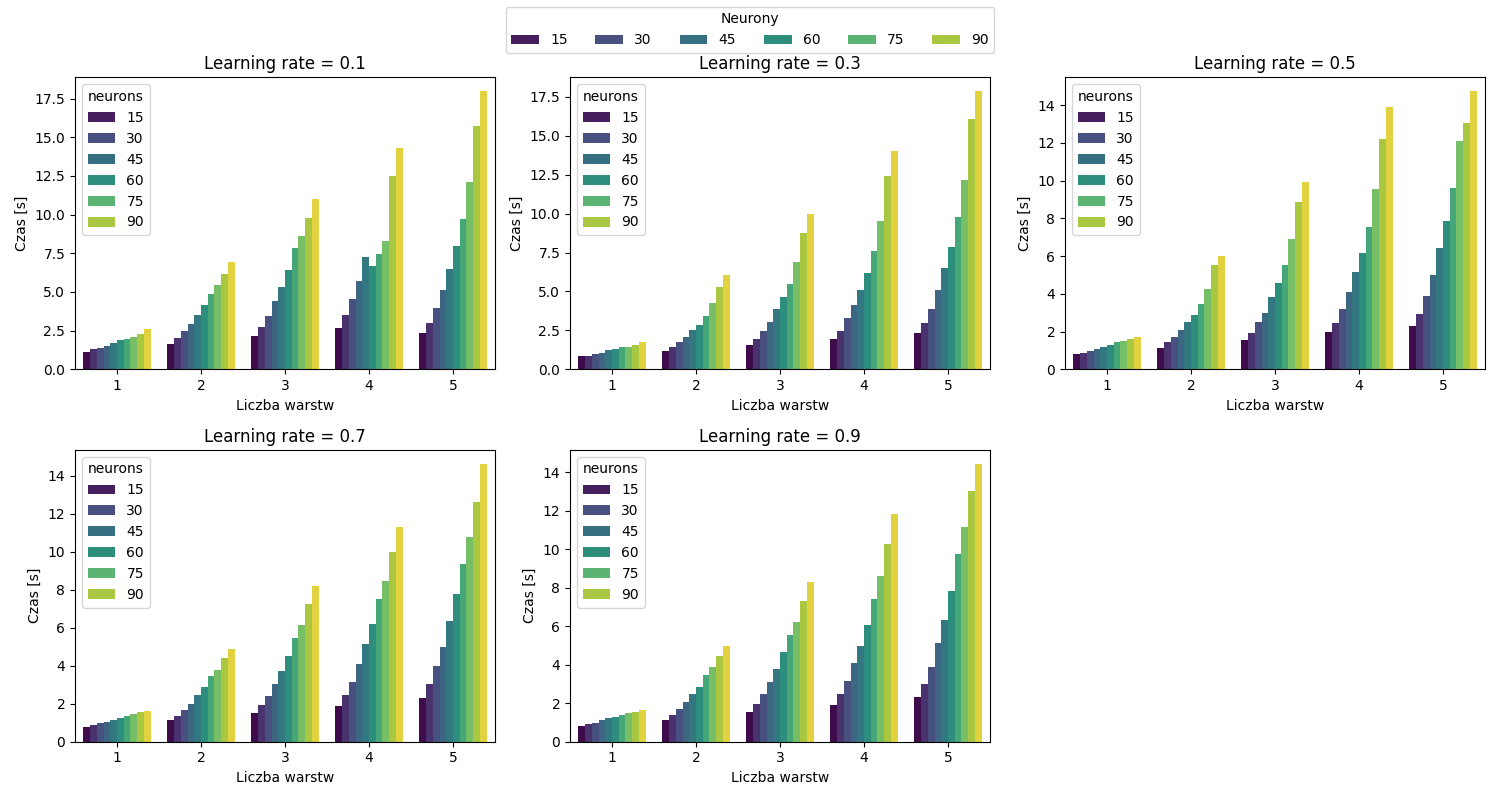 Neurony
15 30 45 60 75 90
Learning rate = 0.1
neurons
15
30
45
60
75
90
Czas [s]
17.5
15.0
12.5
10.0
7.5
5.0
2.5
0.0
1 2 3 4 5
Liczba warstw
Learning rate = 0.3
neurons
15
30
45
60
75
90
Czas [s]
17.5
15.0
12.5
10.0
7.5
5.0
2.5
0.0
1 2 3 4 5
Liczba warstw
Learning rate = 0.5
neurons
15
30
45
60
75
90
Czas [s]
14
12
10
8
6
4
2
0
1 2 3 4 5
Liczba warstw
Learning rate = 0.7
neurons
15
30
45
60
75
90
Czas [s]
14
12
10
8
6
4
2
0
1 2 3 4 5
Liczba warstw
Learning rate = 0.9
neurons
15
30
45
60
75
90
Czas [s]
14
12
10
8
6
4
2
0
1 2 3 4 5
Liczba warstw